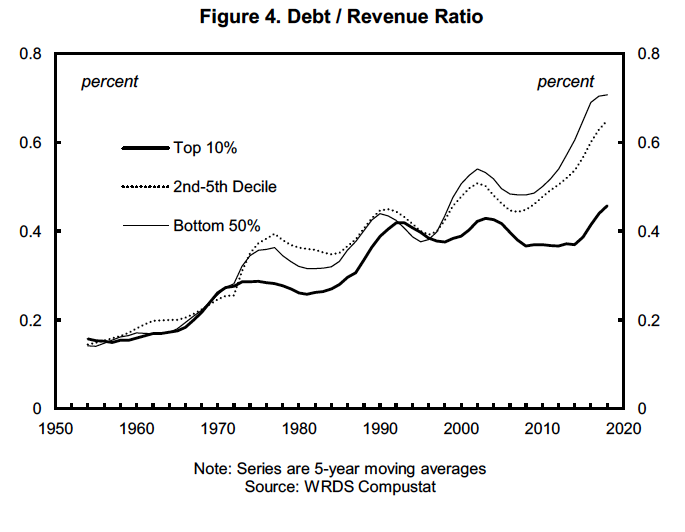 Figure 4. Debt / Revenue Ratio
0.8 0.8
percent percent
Top 10%
0.6 0.6
2nd-5th Decile
Bottom 50%
0.4 0.4
0.2 0.2
0 0
1950 1960 1970 1980 1990 2000 2010 2020
Note: Series are 5-year moving averages
Source: WRDS Compustat